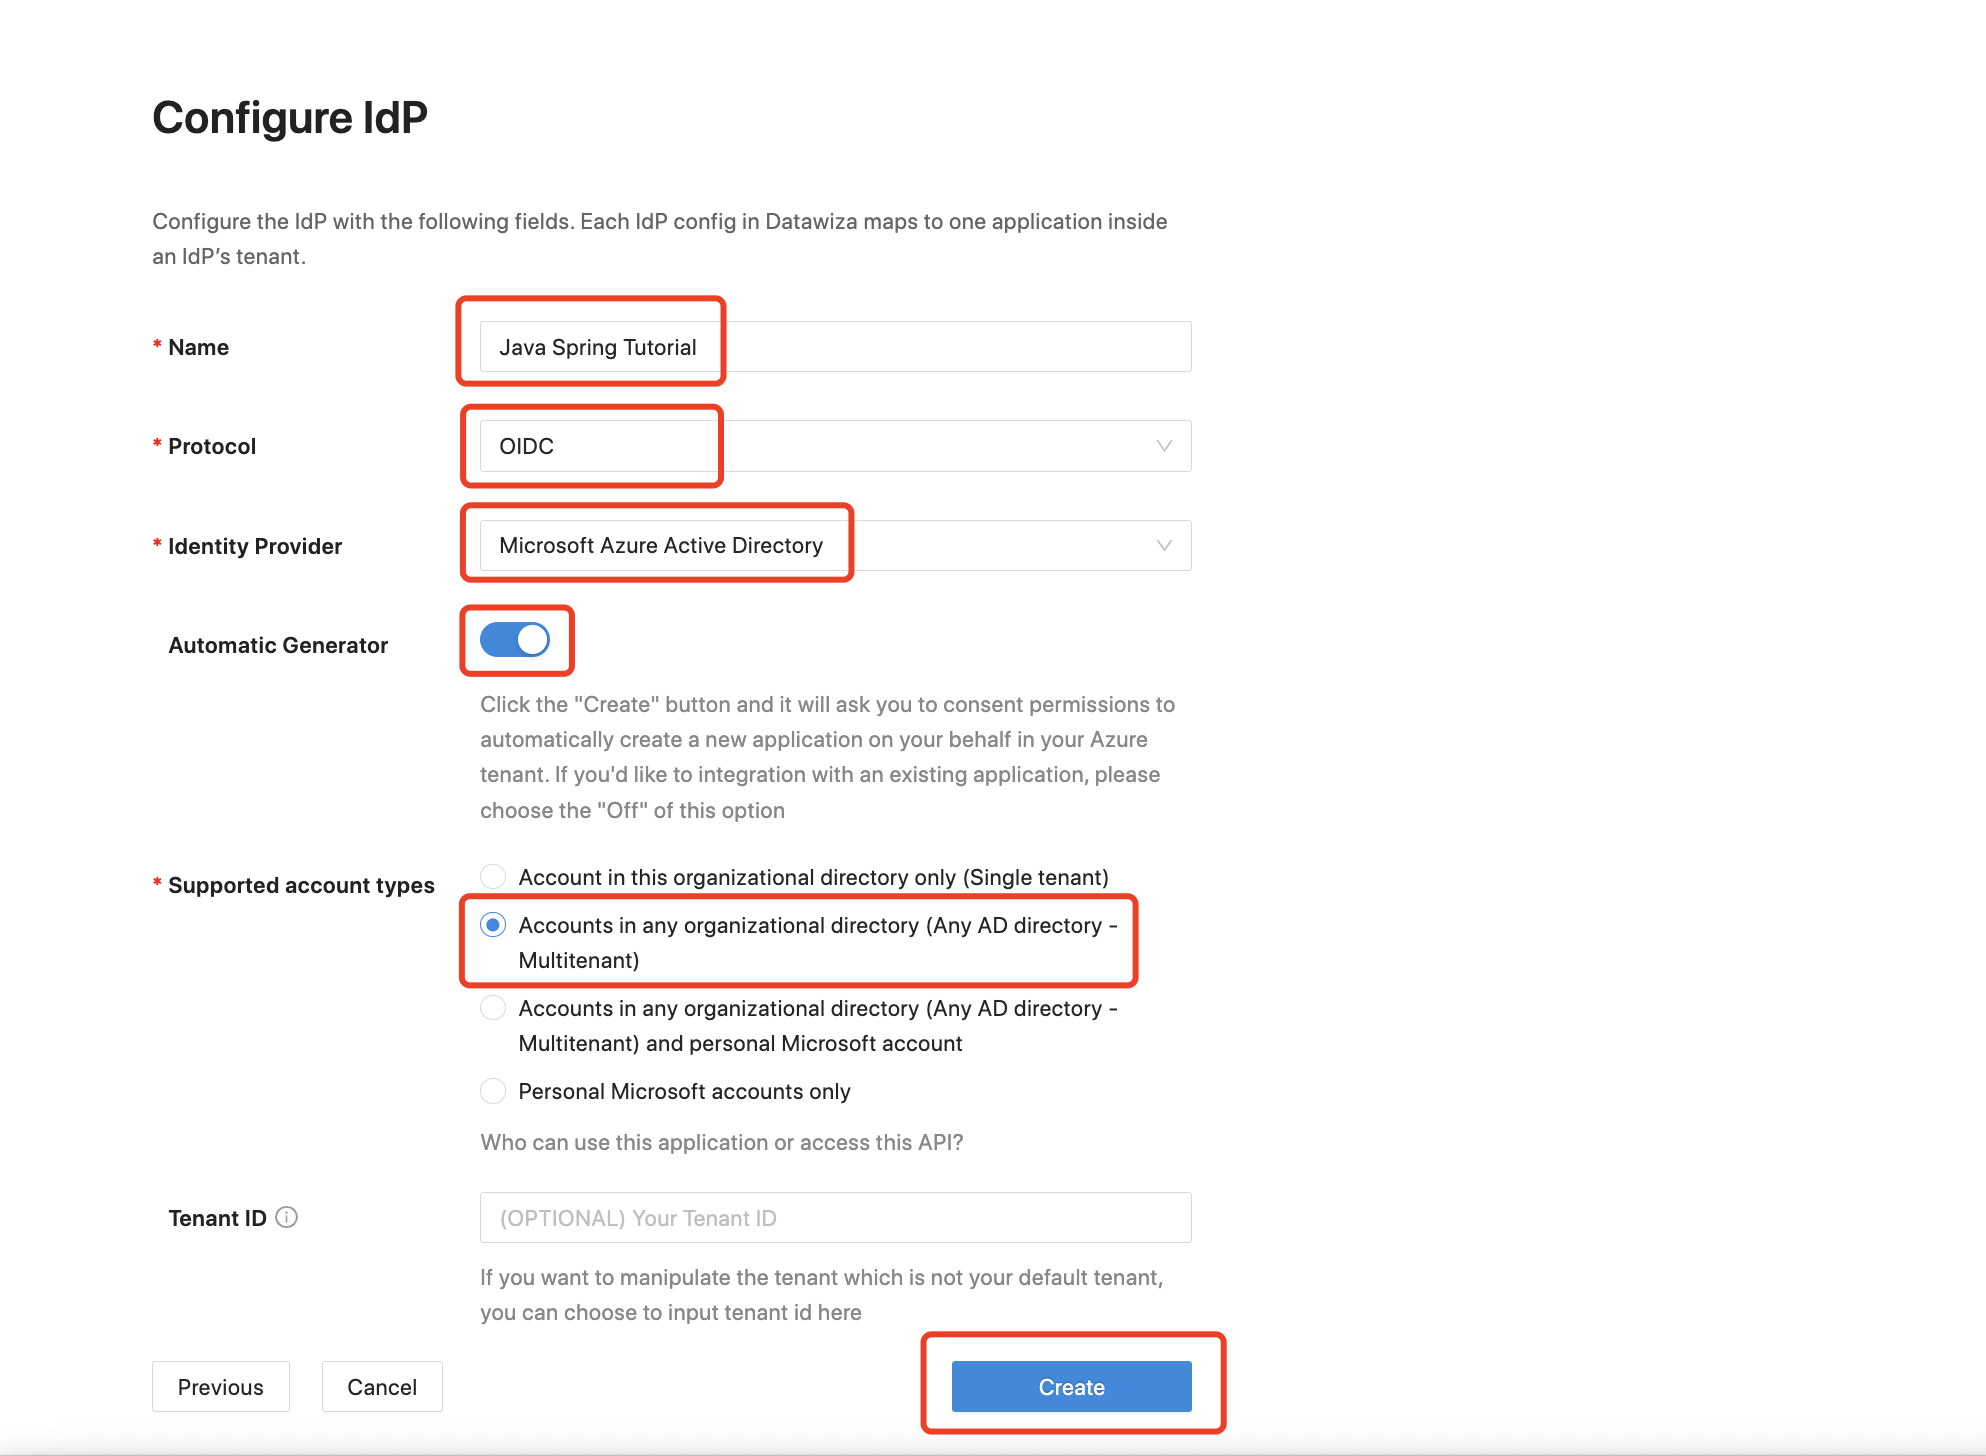 Configure IdP
Configure the IdP with the following fields. Each IdP config in Datawiza maps to one application inside
an IdP’s tenant.
* Name
Java Spring Tutorial
* Protocol
OIDC
* Identity Provider
Microsoft Azure Active Directory
Automatic Generator
Click the "Create" button and it will ask you to consent permissions to
automatically create a new application on your behalf in your Azure
tenant. If you'd like to integration with an existing application, please
choose the "Off" of this option
* Supported account types
Account in this organizational directory only (Single tenant)
Accounts in any organizational directory (Any AD directory -
Multitenant)
Accounts in any organizational directory (Any AD directory -
Multitenant) and personal Microsoft account
Personal Microsoft accounts only
Who can use this application or access this API?
Tenant ID
(OPTIONAL) Your Tenant ID
If you want to manipulate the tenant which is not your default tenant,
you can choose to input tenant id here
Previous
Cancel
Create